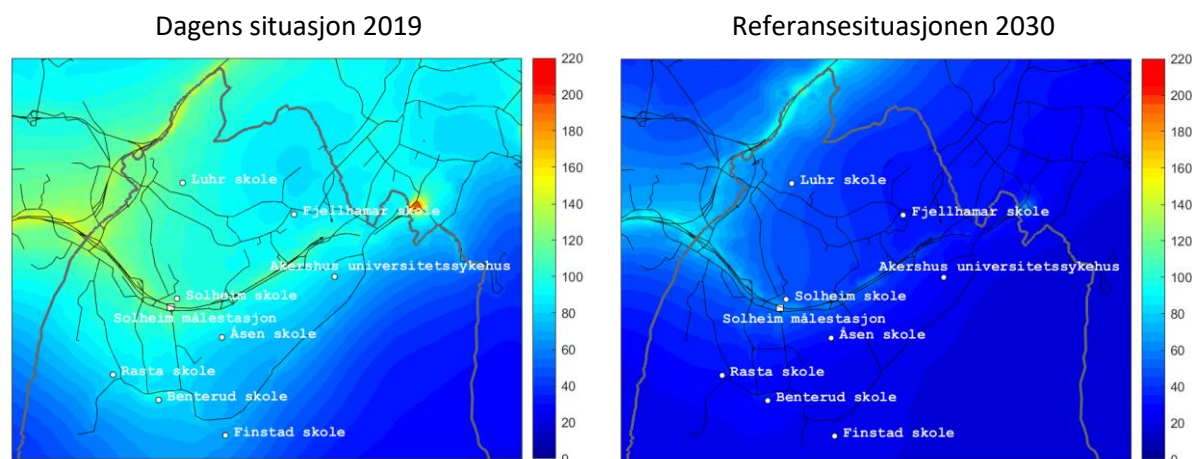 Dagens situasjon 2019
Referansesituasjonen 2030
Luhr skole
Fjellhamar skole
Akershus universitetssykehus
Solheim skole
Solheim målestasjon
Åsen skole
Rasta skole
Benterud skole
Finstad skole
220
200
180
160
140
120
100
80
60
40
20
0
Luhr skole
Fjellhamar skole
Akershus universitetssykehus
Solheim skole
Solheim målestasjon
Åsen skole
Rasta skole
Benterud skole
Finstad skole
220
200
180
160
140
120
100
80
60
40
20
0